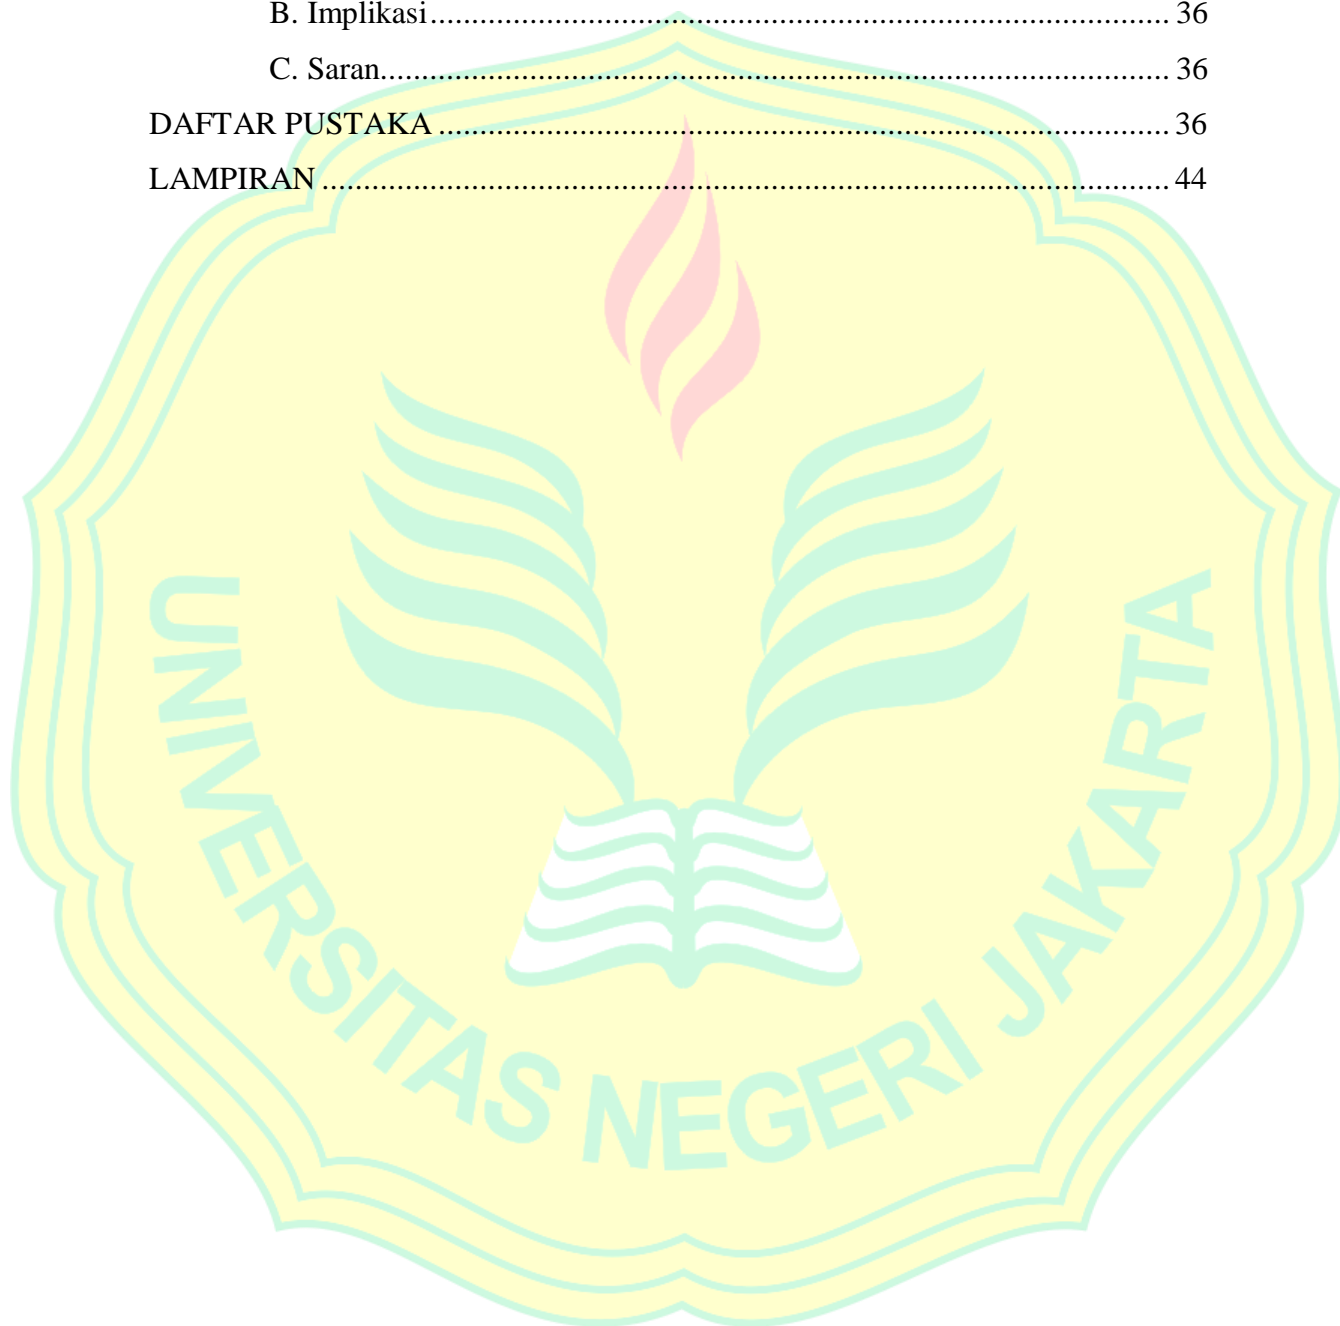 B. Implikasi........................................................................................... 36
C. Saran................................................................................................. 36
DAFTAR PUSTAKA .......................................................................................... 36
LAMPIRAN ........................................................................................................ 44
UNIVERSITAS NEGERI JAKARTA